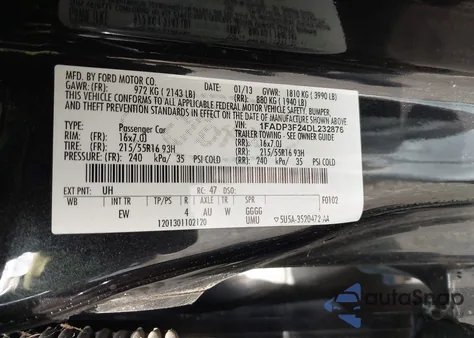 MFD. BY FORD MOTOR CO.
DATE: 01/13 GVWR: 1810 KG ( 3990 LB)
GAWR: (FR.) 972 KG ( 2143 LB) (RR.) 880 KG ( 1940 LB)
THIS VEHICLE CONFORMS TO ALL APPLICABLE FEDERAL MOTOR VEHICLE SAFETY, BUMPER,
AND THEFT PREVENTION STANDARDS IN EFFECT ON THE DATE OF MANUFACTURE SHOWN ABOVE.
VIN: 1FADP3F24DL232876
TYPE: Passenger Car
TRAILER TOWING - SEE OWNER GUIDE
(FR) 16x7.0J (RR) 16x7.0J
(FR) 215/55R16 93H (RR) 215/55R16 93H
(FR) 240 kPa/ 35 PSI COLD (RR) 240 kPa/ 35 PSI COLD
EXT PNT: UH RC: 47 DSO:
WB INT TR TP/PS R AXLE TR SPR F0102
EW 4 AU W GGGG
1201301102120 UMU 5U5A-3520472-AA
autoSnap